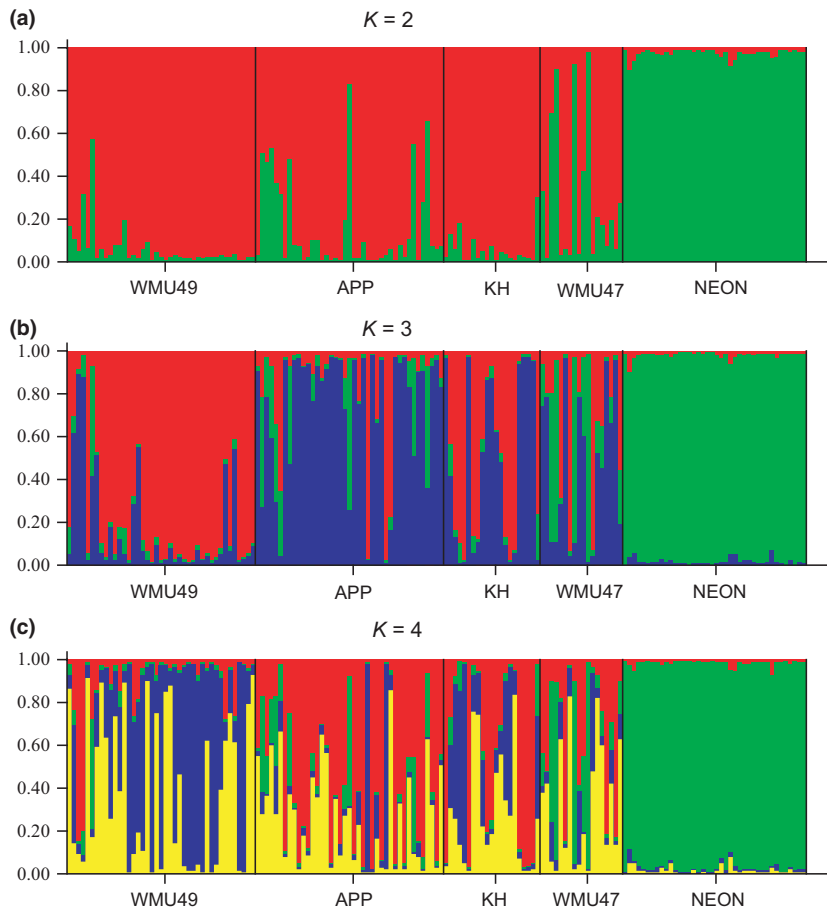 (a)
K = 2
1.00
0.80
0.60
0.40
0.20
0.00
WMU49 APP KH WMU47 NEON
(b)
K = 3
1.00
0.80
0.60
0.40
0.20
0.00
WMU49 APP KH WMU47 NEON
(c)
K = 4
1.00
0.80
0.60
0.40
0.20
0.00
WMU49 APP KH WMU47 NEON